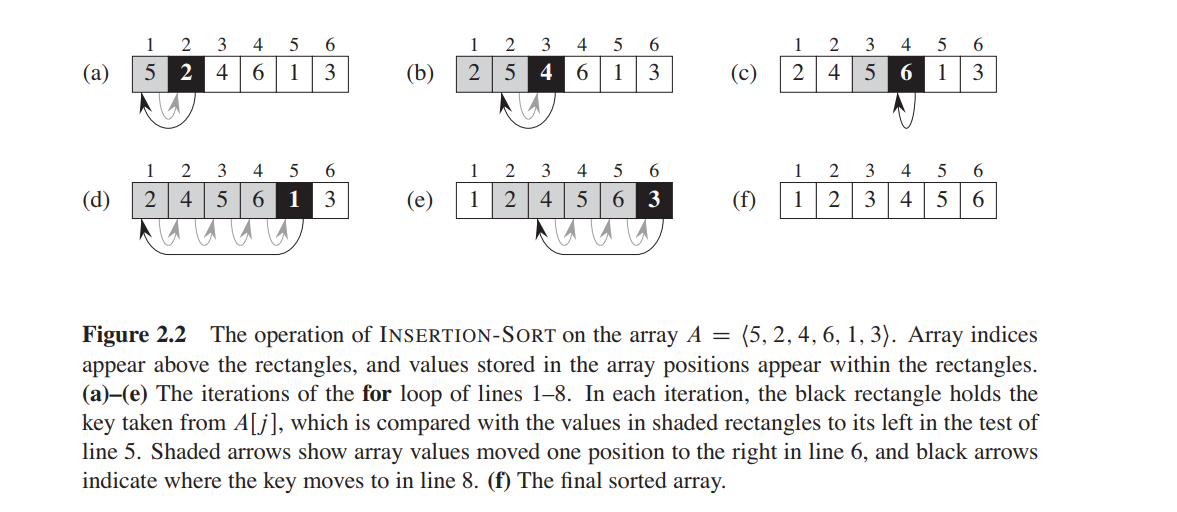 1 2 3 4 5 6
(a) 5 2 4 6 1 3
1 2 3 4 5 6
(b) 2 5 4 6 1 3
1 2 3 4 5 6
(c) 2 4 5 6 1 3
1 2 3 4 5 6
(d) 2 4 5 6 1 3
1 2 3 4 5 6
(e) 1 2 4 5 6 3
1 2 3 4 5 6
(f) 1 2 3 4 5 6
Figure 2.2 The operation of INSERTION-SORT on the array A = ⟨5, 2, 4, 6, 1, 3⟩. Array indices
appear above the rectangles, and values stored in the array positions appear within the rectangles.
(a)–(e) The iterations of the for loop of lines 1–8. In each iteration, the black rectangle holds the
key taken from A[j], which is compared with the values in shaded rectangles to its left in the test of
line 5. Shaded arrows show array values moved one position to the right in line 6, and black arrows
indicate where the key moves to in line 8. (f) The final sorted array.